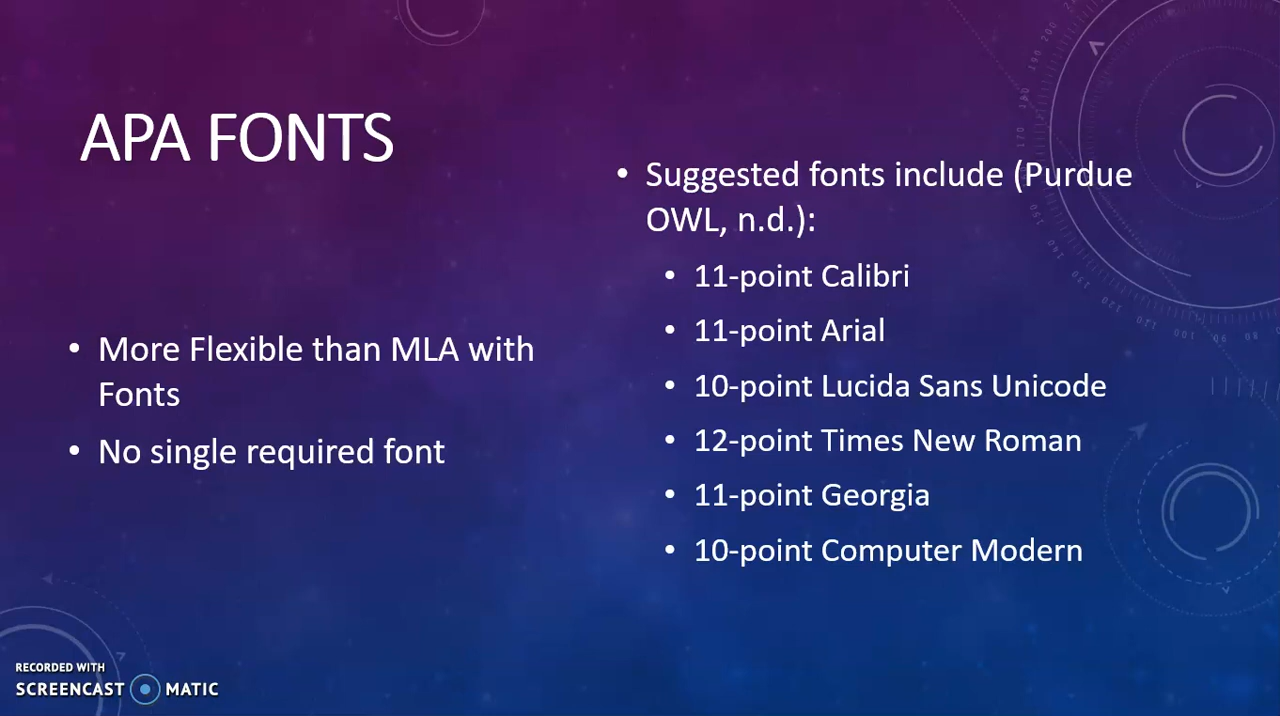 APA FONTS
• More Flexible than MLA with
Fonts
• No single required font
• Suggested fonts include (Purdue
OWL, n.d.):
• 11-point Calibri
• 11-point Arial
• 10-point Lucida Sans Unicode
• 12-point Times New Roman
• 11-point Georgia
• 10-point Computer Modern
RECORDED WITH
SCREENCAST MATIC